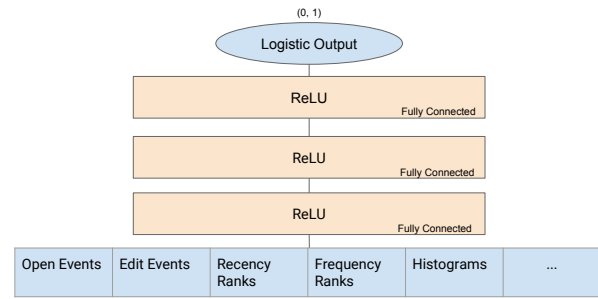 (0, 1)
Logistic Output
ReLU
Fully Connected
ReLU
Fully Connected
ReLU
Fully Connected
Open Events Edit Events Recency Frequency Histograms ...
Ranks Ranks